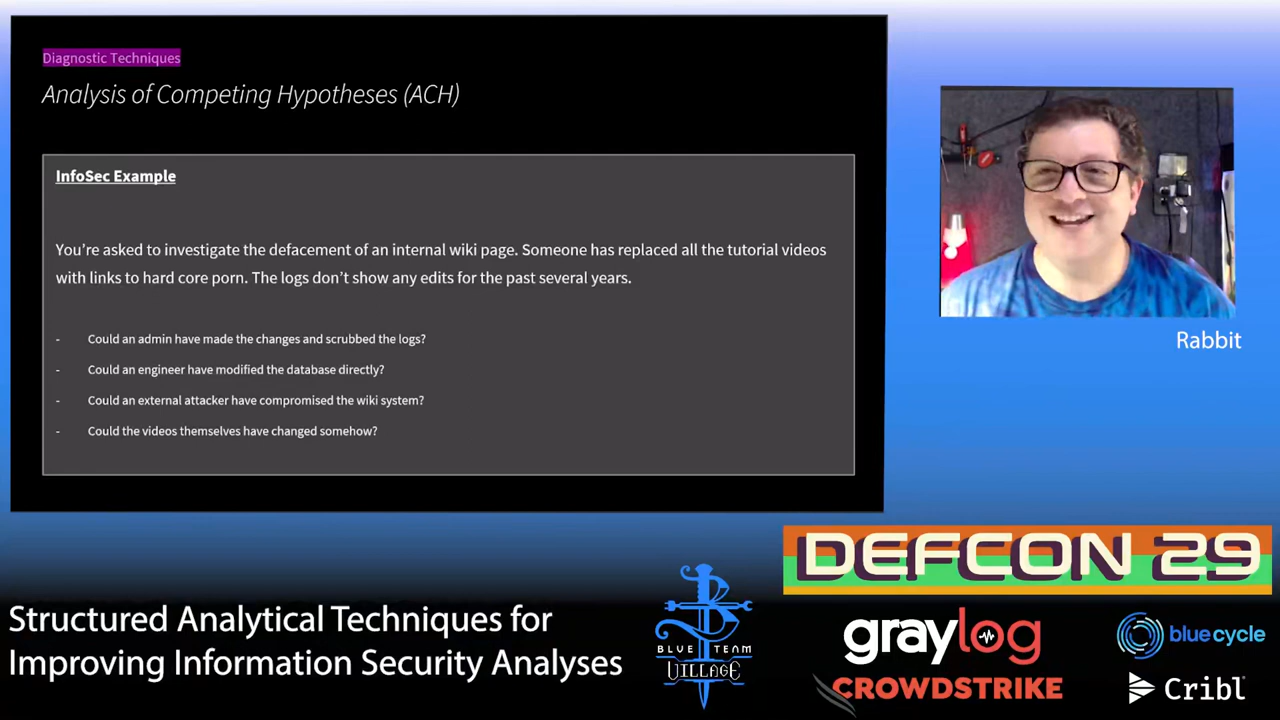 Diagnostic Techniques
Analysis of Competing Hypotheses (ACH)
InfoSec Example
You’re asked to investigate the defacement of an internal wiki page. Someone has replaced all the tutorial videos
with links to hard core porn. The logs don’t show any edits for the past several years.
- Could an admin have made the changes and scrubbed the logs?
- Could an engineer have modified the database directly?
- Could an external attacker have compromised the wiki system?
- Could the videos themselves have changed somehow?
Rabbit
DEFCON 29
Structured Analytical Techniques for
Improving Information Security Analyses
BLUE TEAM
VILLAGE
graylog
bluecycle
CROWDSTRIKE
Cribl